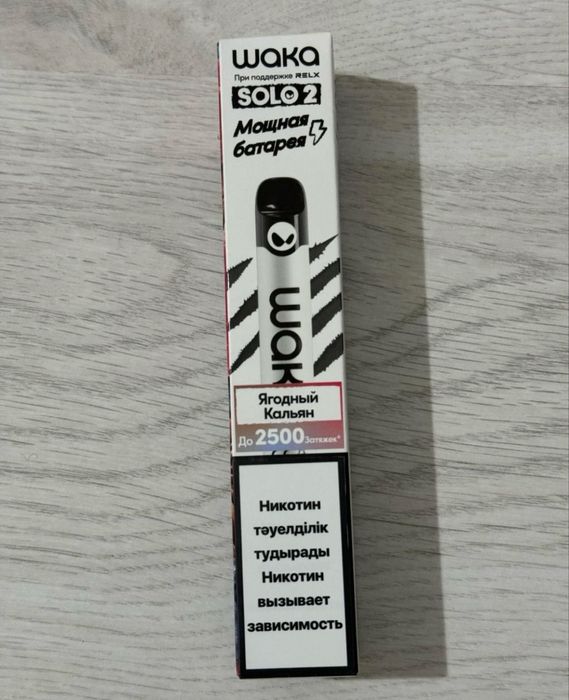 waka
При поддержке RELX
SOLO 2
Мощная
батарея
wak
Ягодный
Кальян
До 2500 Затяжек*
Никотин
тәуелділік
тудырады
Никотин
вызывает
зависимость